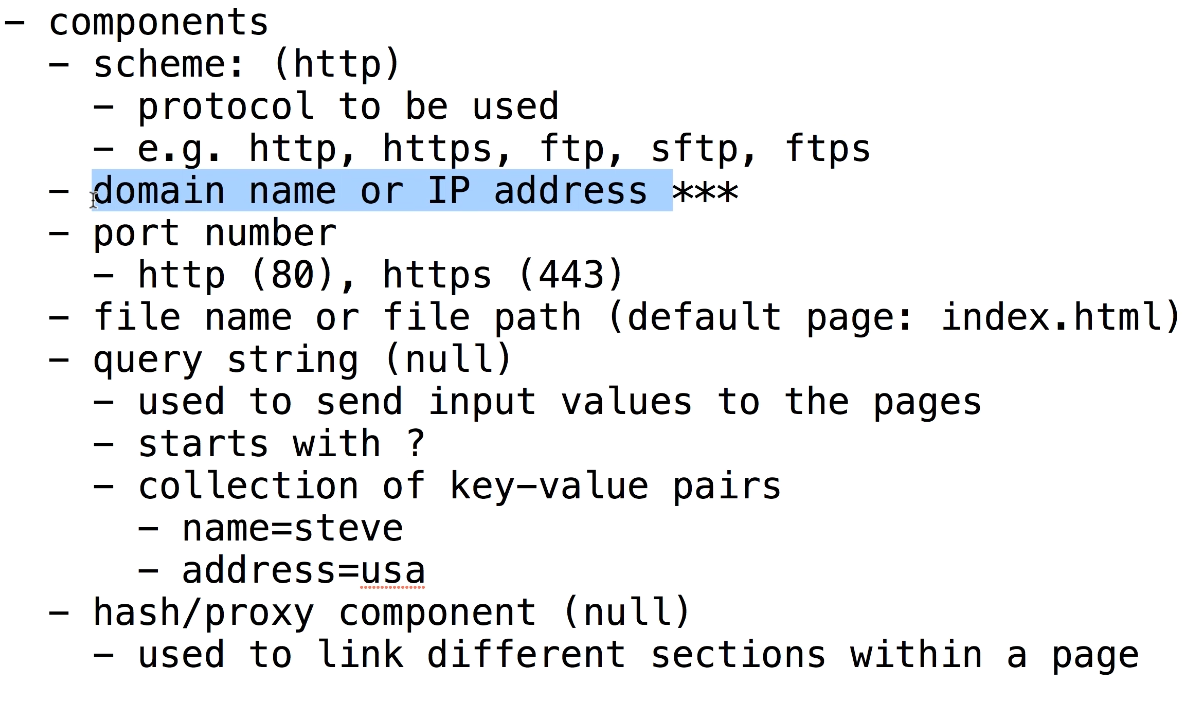 - components
- scheme: (http)
- protocol to be used
- e.g. http, https, ftp, sftp, ftps
- domain name or IP address ***
- port number
- http (80), https (443)
- file name or file path (default page: index.html)
- query string (null)
- used to send input values to the pages
- starts with ?
- collection of key-value pairs
- name=steve
- address=usa
- hash/proxy component (null)
- used to link different sections within a page